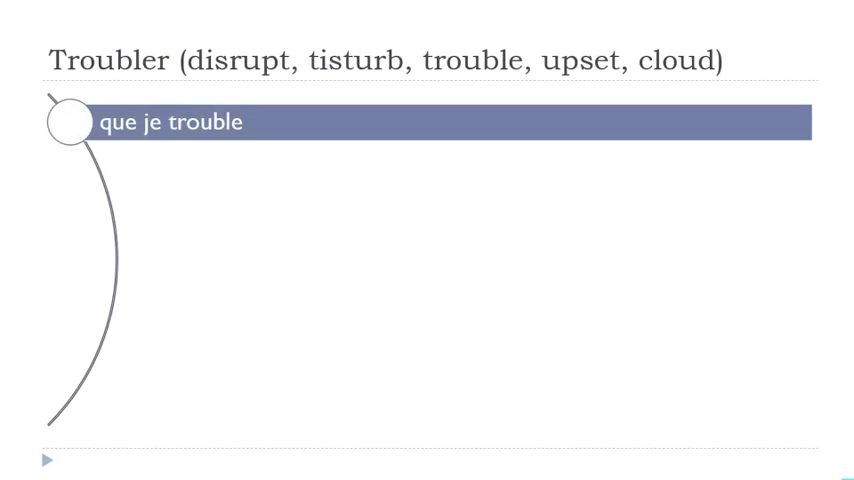 Troubler (disrupt, tisturb, trouble, upset, cloud)
que je trouble